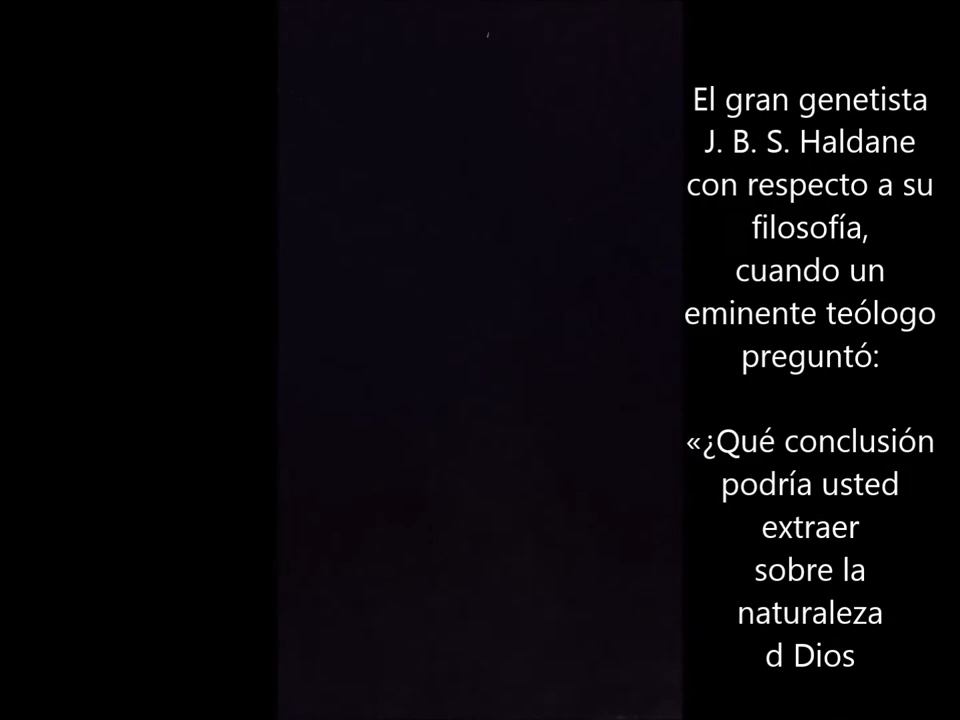 El gran genetista
J. B. S. Haldane
con respecto a su
filosofía,
cuando un
eminente teólogo
preguntó:
«¿Qué conclusión
podría usted
extraer
sobre la
naturaleza
d Dios